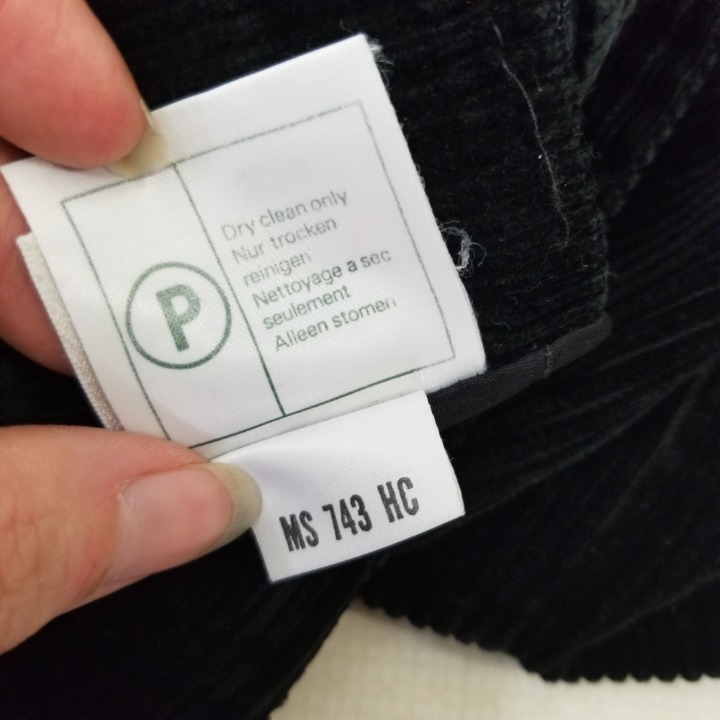 P
Dry clean only
Nur trocken
reinigen
Nettoyage a sec
seulement
Alleen stomen
MS 743 HC